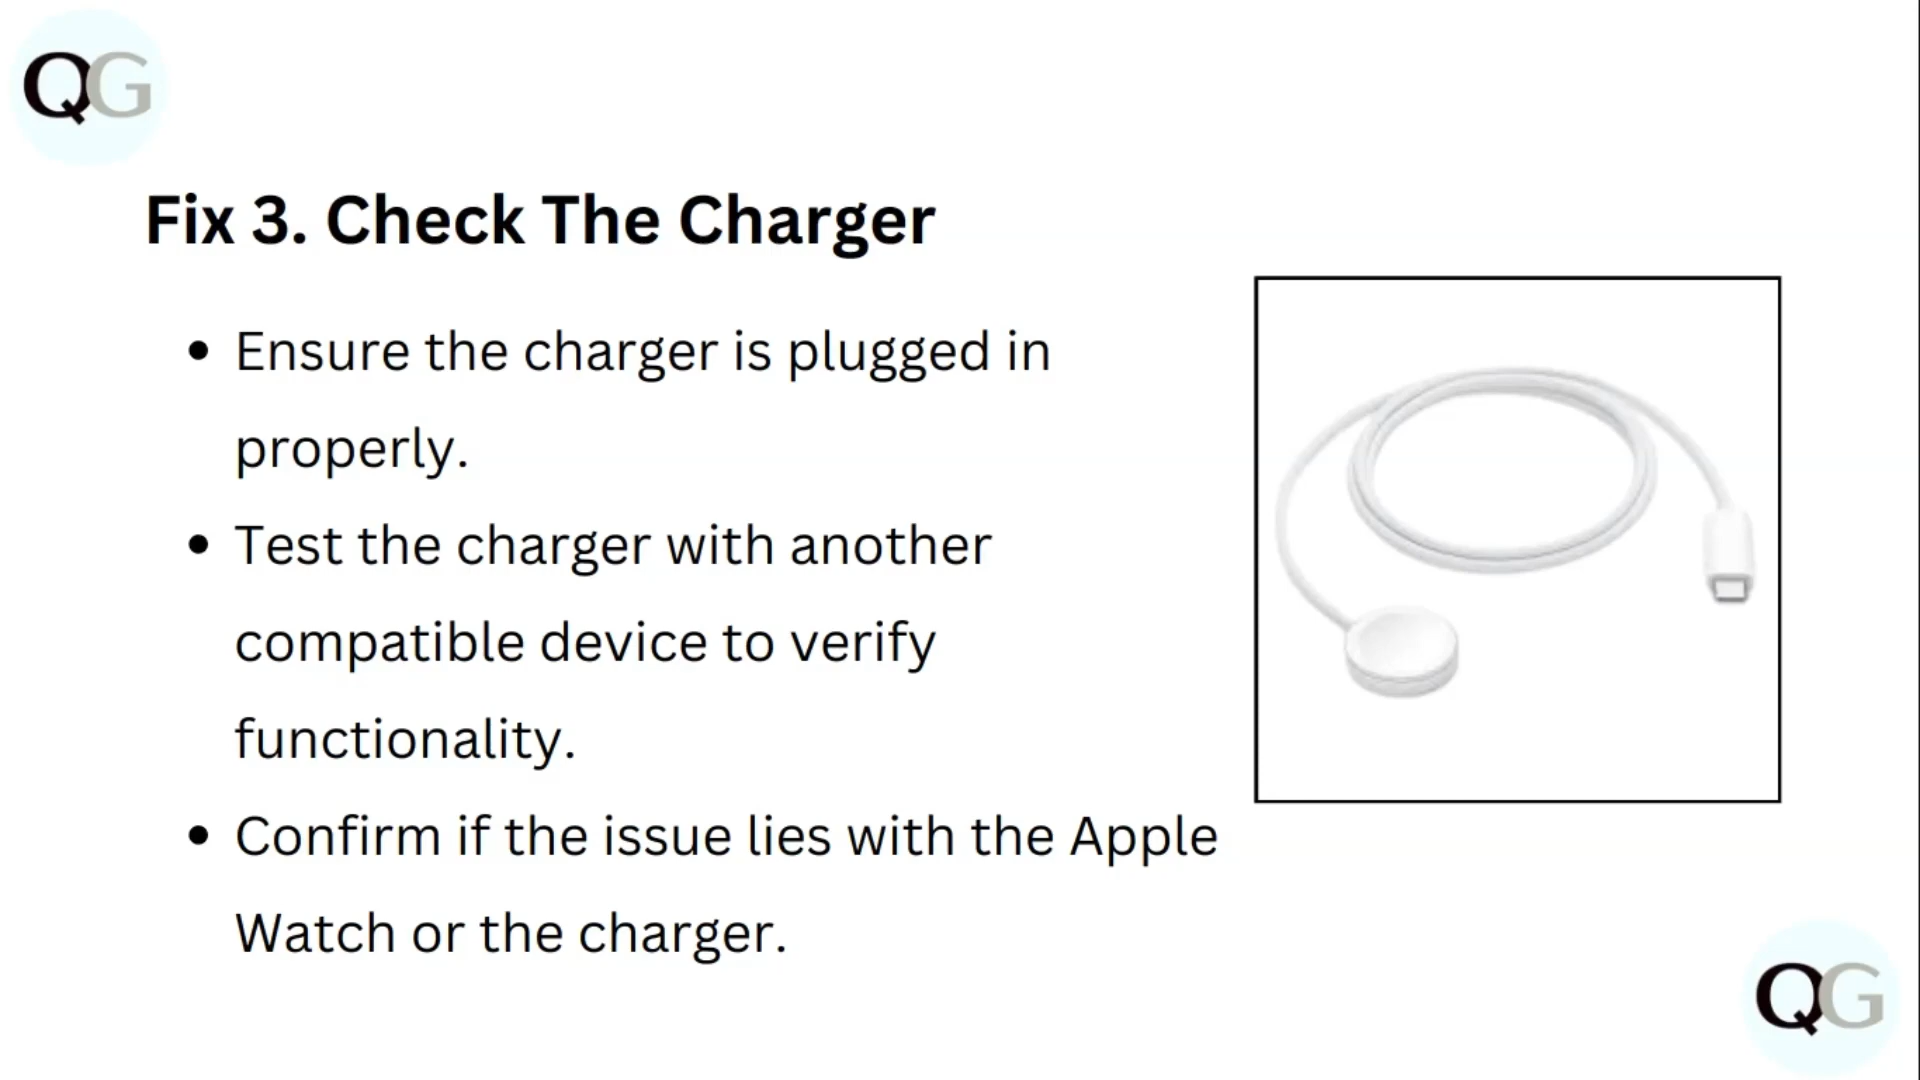 QG
Fix 3. Check The Charger
• Ensure the charger is plugged in
properly.
• Test the charger with another
compatible device to verify
functionality.
• Confirm if the issue lies with the Apple
Watch or the charger.
QG